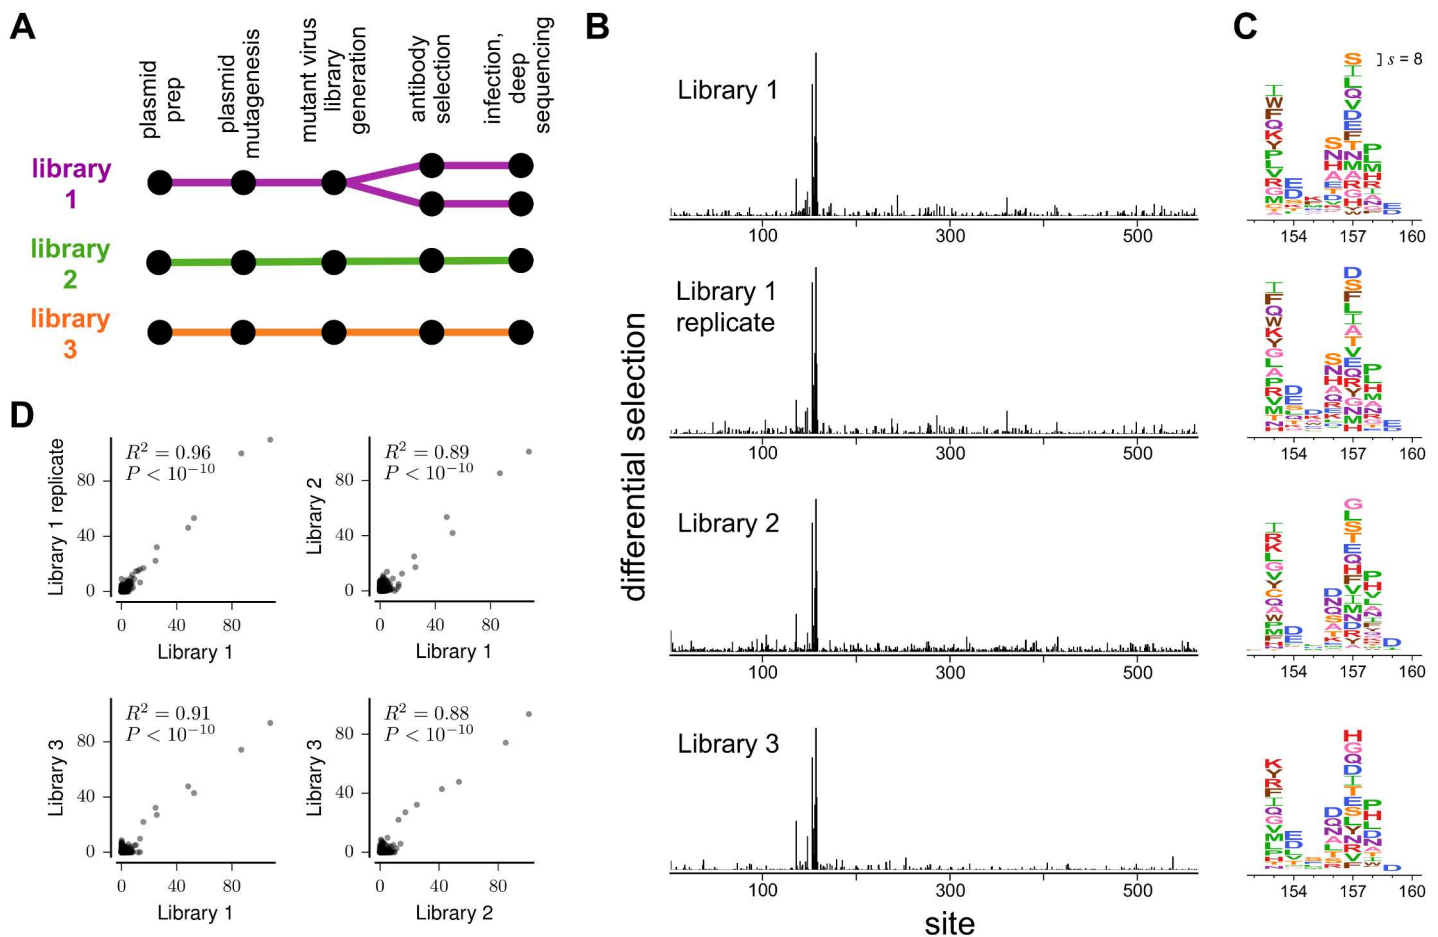 A
plasmid
prep
plasmid
mutagenesis
mutant virus
library
generation
antibody
selection
infection,
deep
sequencing
library
1
library
2
library
3
B
differential selection
Library 1
100
300
500
Library 1
replicate
100
300
500
Library 2
100
300
500
Library 3
100
300
500
site
C
s = 8
154
157
160
154
157
160
154
157
160
154
157
160
D
R² = 0.96
P < 10⁻¹⁰
Library 1 replicate
80
40
0
0 40 80
Library 1
R² = 0.89
P < 10⁻¹⁰
Library 2
80
40
0
0 40 80
Library 1
R² = 0.91
P < 10⁻¹⁰
Library 3
80
40
0
0 40 80
Library 1
R² = 0.88
P < 10⁻¹⁰
Library 3
80
40
0
0 40 80
Library 2